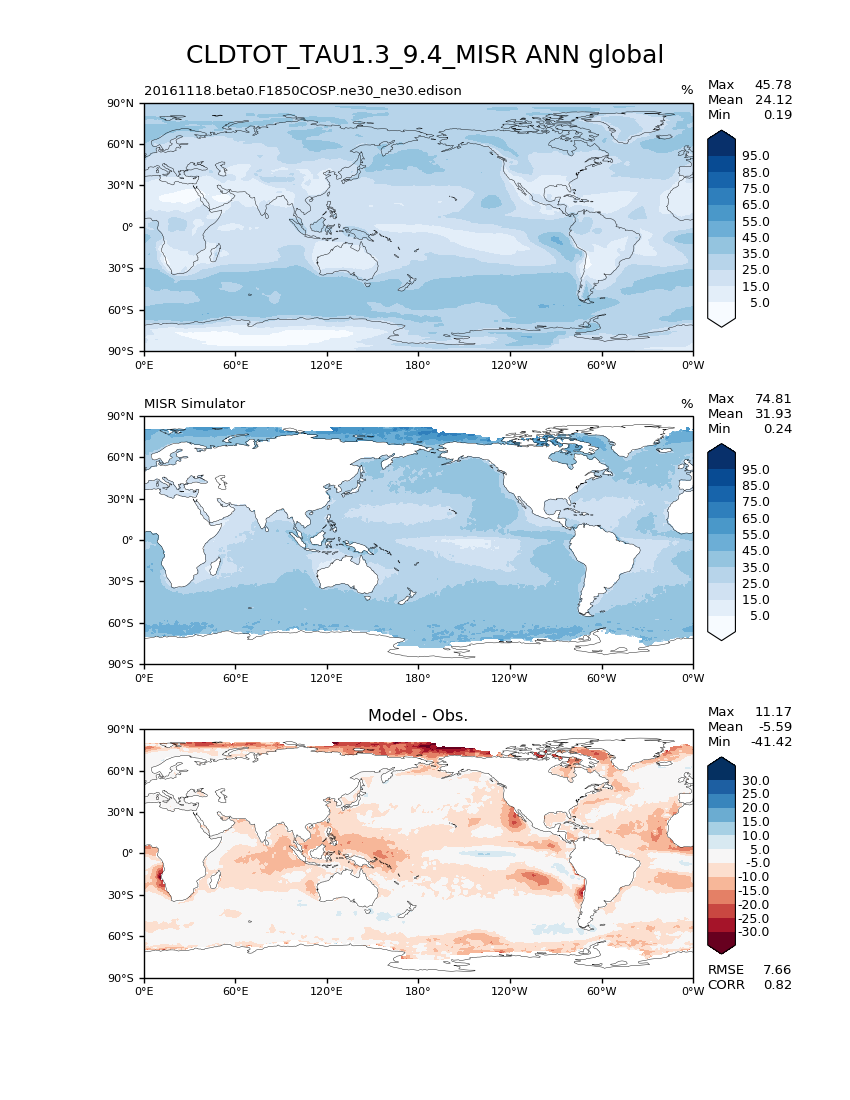 CLDTOT_TAU1.3_9.4_MISR ANN global
20161118.beta0.F1850COSP.ne30_ne30.edison
%
Max 45.78
Mean 24.12
Min 0.19
90°N
60°N
30°N
0°
30°S
60°S
90°S
0°E 60°E 120°E 180° 120°W 60°W 0°W
95.0
85.0
75.0
65.0
55.0
45.0
35.0
25.0
15.0
5.0
MISR Simulator
%
Max 74.81
Mean 31.93
Min 0.24
90°N
60°N
30°N
0°
30°S
60°S
90°S
0°E 60°E 120°E 180° 120°W 60°W 0°W
95.0
85.0
75.0
65.0
55.0
45.0
35.0
25.0
15.0
5.0
Model - Obs.
Max 11.17
Mean -5.59
Min -41.42
90°N
60°N
30°N
0°
30°S
60°S
90°S
0°E 60°E 120°E 180° 120°W 60°W 0°W
30.0
25.0
20.0
15.0
10.0
5.0
-5.0
-10.0
-15.0
-20.0
-25.0
-30.0
RMSE 7.66
CORR 0.82